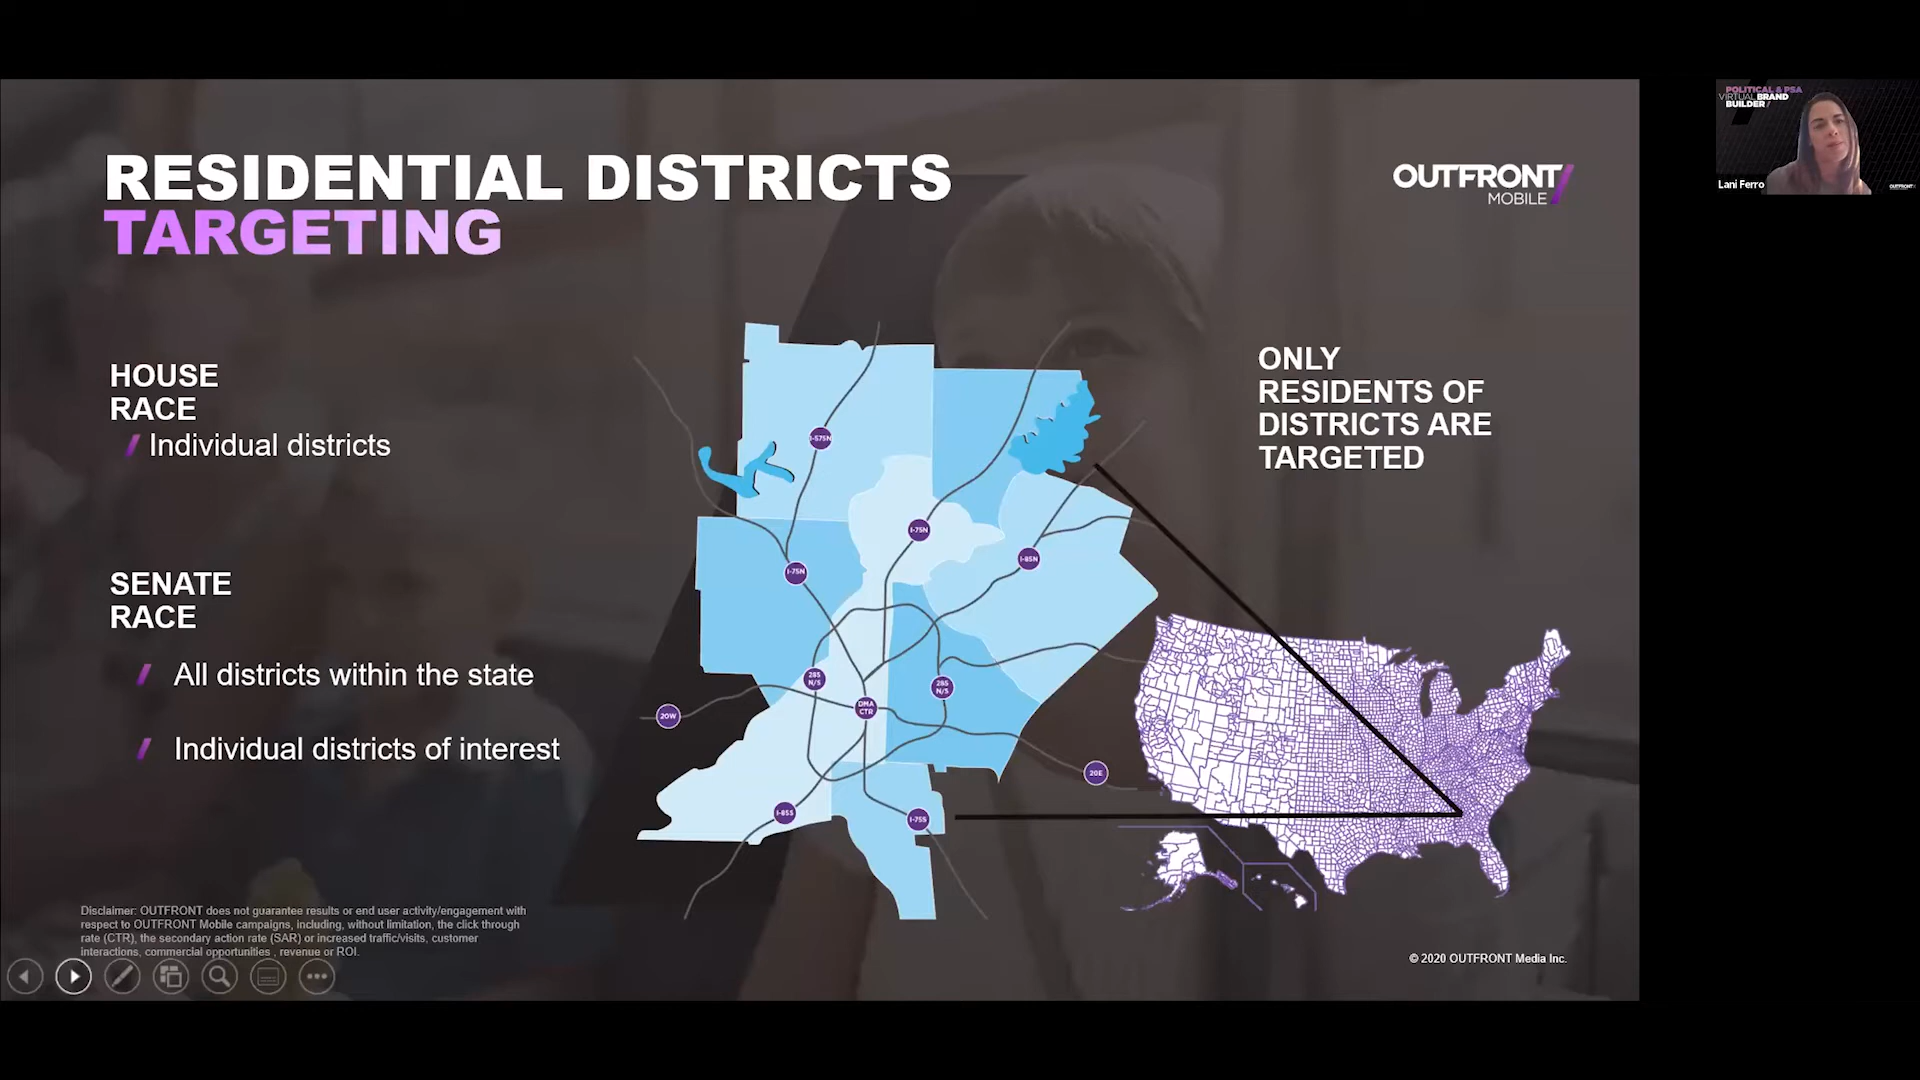 RESIDENTIAL DISTRICTS
TARGETING
OUTFRONT/
MOBILE
POLITICAL & PSA
VIRTUAL BRAND
BUILDER /
Lani Ferro
OUTFRONT/
HOUSE
RACE
Individual districts
SENATE
RACE
All districts within the state
Individual districts of interest
ONLY
RESIDENTS OF
DISTRICTS ARE
TARGETED
I-575N
I-75N
I-85N
I-75N
285
N/S
285
N/S
DMA
CTR
20W
20E
I-85S
I-75S
Disclaimer: OUTFRONT does not guarantee results or end user activity/engagement with
respect to OUTFRONT Mobile campaigns, including, without limitation, the click through
rate (CTR), the secondary action rate (SAR) or increased traffic/visits, customer
interactions, commercial opportunities , revenue or ROI.
© 2020 OUTFRONT Media Inc.